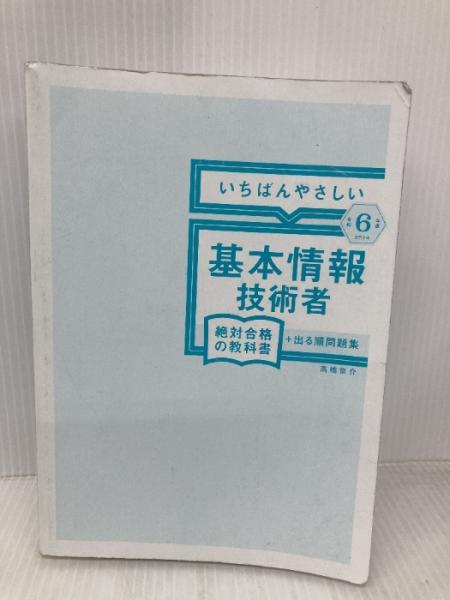 いちばんやさしい
令和 6 年度
基本情報
技術者
絶対合格
の教科書
+出る順問題集
高橋京介